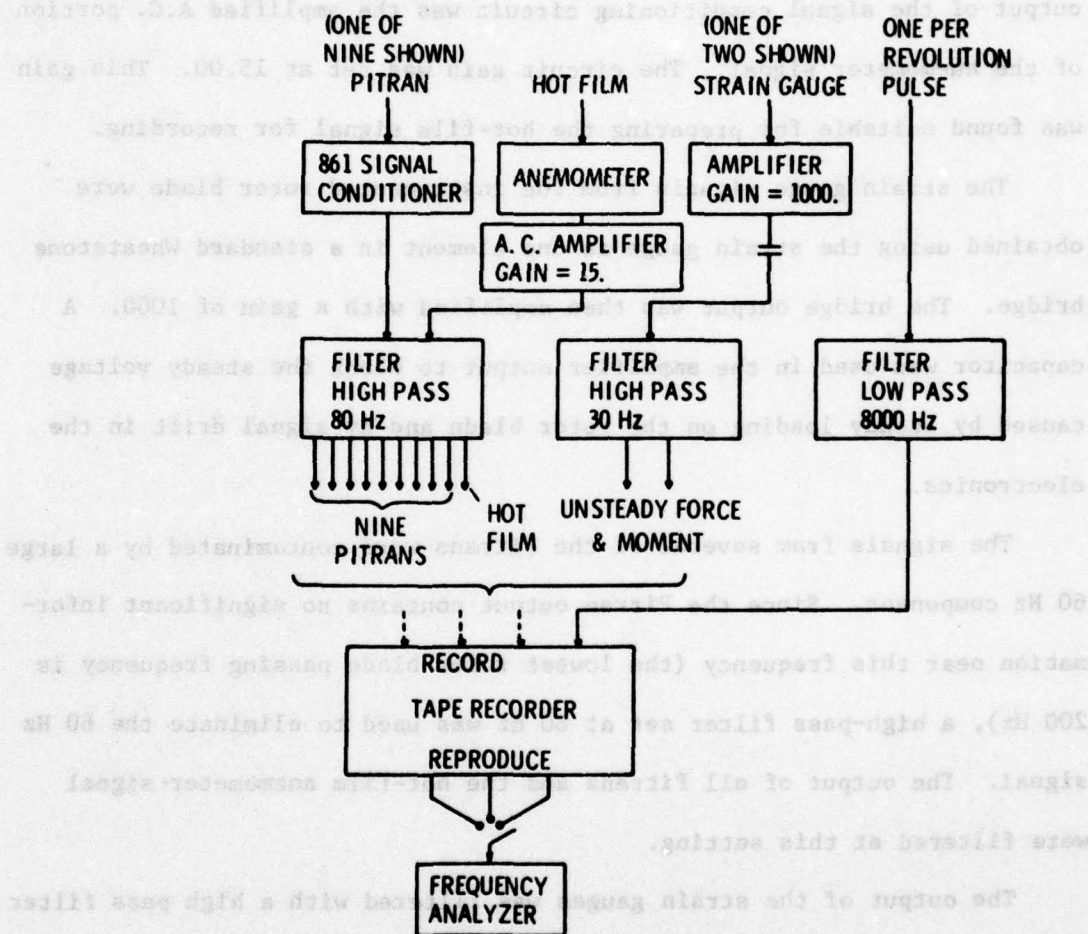 output of the signal conditioning circuit was the amplified A.C. portion
(ONE OF
NINE SHOWN)
PITRAN
HOT FILM
(ONE OF
TWO SHOWN)
STRAIN GAUGE
ONE PER
REVOLUTION
PULSE
of the anemometer signal. The circuit gain was set at 15.00. This gain
was found suitable for preparing the hot-film signal for recording.
861 SIGNAL
CONDITIONER
ANEMOMETER
AMPLIFIER
GAIN = 1000.
The strain gauge signals from the rotor blade were
A.C. AMPLIFIER
GAIN = 15.
obtained using the strain gauge element in a standard Wheatstone
bridge. The bridge output was then amplified with a gain of 1000. A
FILTER
HIGH PASS
80 Hz
FILTER
HIGH PASS
30 Hz
FILTER
LOW PASS
8000 Hz
capacitor was used in the amplifier output to the steady voltage
caused by steady loading on the rotor blade and signal drift in the
electronics.
NINE
PITRANS
HOT
FILM
UNSTEADY FORCE
& MOMENT
The signals from several of the Pitrans were contaminated by a large
60 Hz component. Since the Pitran output contains no significant infor-
mation near this frequency (the lowest blade passing frequency is
200 Hz), a high-pass filter set at 80 Hz was used to eliminate the 60 Hz
signal. The output of all Pitrans and the hot-film anemometer signal
were filtered at this setting.
RECORD
TAPE RECORDER
REPRODUCE
FREQUENCY
ANALYZER
The output of the strain gauges was filtered with a high pass filter